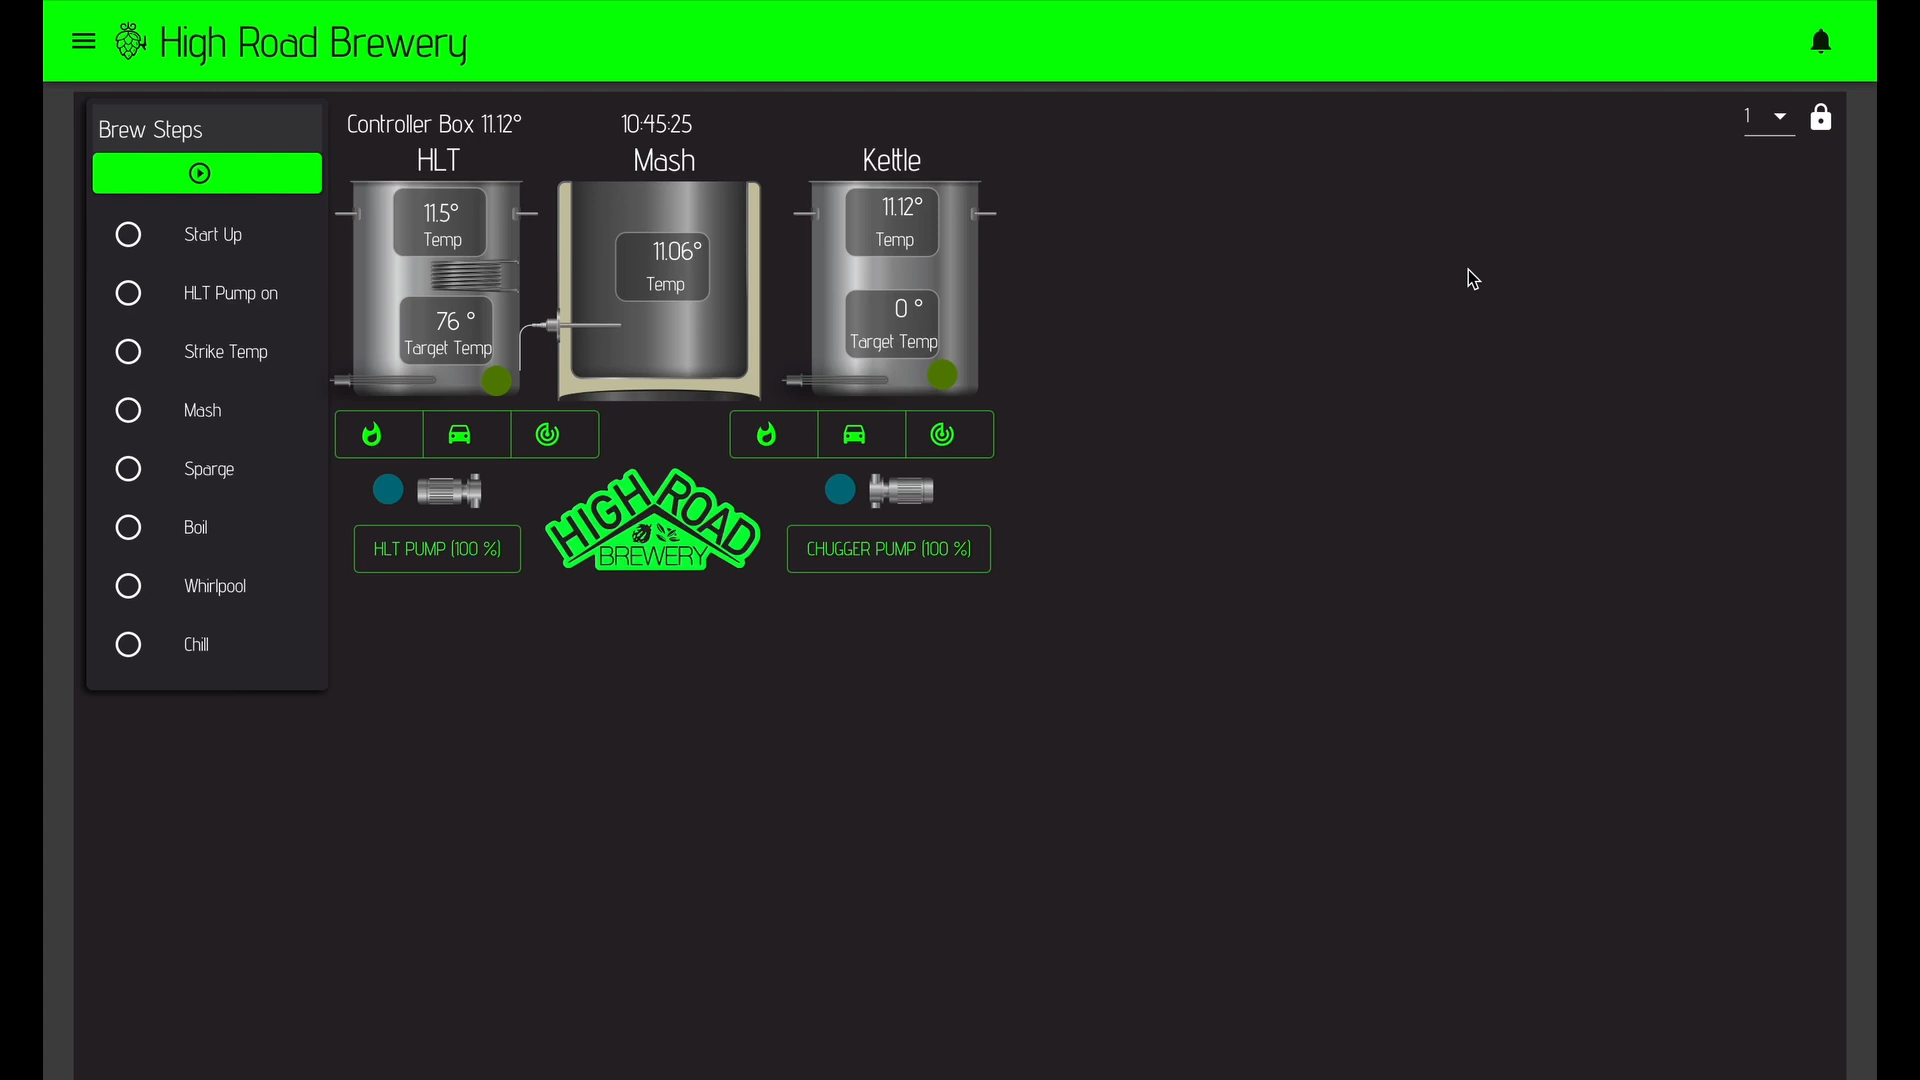 High Road Brewery
Brew Steps
Start Up
HLT Pump on
Strike Temp
Mash
Sparge
Boil
Whirlpool
Chill
Controller Box 11.12°
10:45:25
1
HLT
Mash
Kettle
11.5°
Temp
76 °
Target Temp
11.06°
Temp
11.12°
Temp
0 °
Target Temp
HIGH ROAD
BREWERY
HLT PUMP (100 %)
CHUGGER PUMP (100 %)